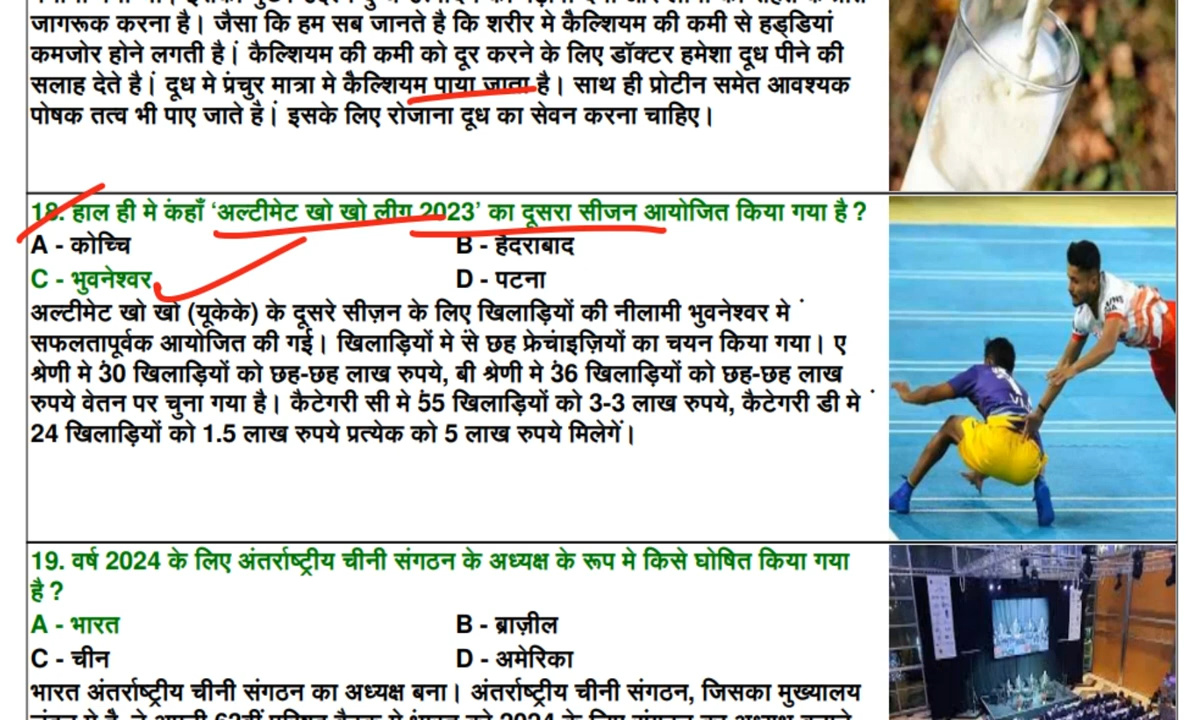 जागरूक करना है। जैसा कि हम सब जानते है कि शरीर मे कैल्शियम की कमी से हड्डियां
कमजोर होने लगती है। कैल्शियम की कमी को दूर करने के लिए डॉक्टर हमेशा दूध पीने की
सलाह देते है। दूध मे प्रंचुर मात्रा मे कैल्शियम पाया जाता है। साथ ही प्रोटीन समेत आवश्यक
पोषक तत्व भी पाए जाते है। इसके लिए रोजाना दूध का सेवन करना चाहिए।
18. हाल ही मे कंहाँ ‘अल्टीमेट खो खो लीग 2023’ का दूसरा सीजन आयोजित किया गया है?
A - कोच्चि
B - हैदराबाद
C - भुवनेश्वर
D - पटना
अल्टीमेट खो खो (यूकेके) के दूसरे सीज़न के लिए खिलाड़ियों की नीलामी भुवनेश्वर मे
सफलतापूर्वक आयोजित की गई। खिलाड़ियों मे से छह फ्रेंचाइज़ियों का चयन किया गया। ए
श्रेणी मे 30 खिलाड़ियों को छह-छह लाख रुपये, बी श्रेणी मे 36 खिलाड़ियों को छह-छह लाख
रुपये वेतन पर चुना गया है। कैटेगरी सी मे 55 खिलाड़ियों को 3-3 लाख रुपये, कैटेगरी डी मे
24 खिलाड़ियों को 1.5 लाख रुपये प्रत्येक को 5 लाख रुपये मिलेगें।
19. वर्ष 2024 के लिए अंतर्राष्ट्रीय चीनी संगठन के अध्यक्ष के रूप मे किसे घोषित किया गया
है?
A - भारत
B - ब्राज़ील
C - चीन
D - अमेरिका
भारत अंतर्राष्ट्रीय चीनी संगठन का अध्यक्ष बना। अंतर्राष्ट्रीय चीनी संगठन, जिसका मुख्यालय